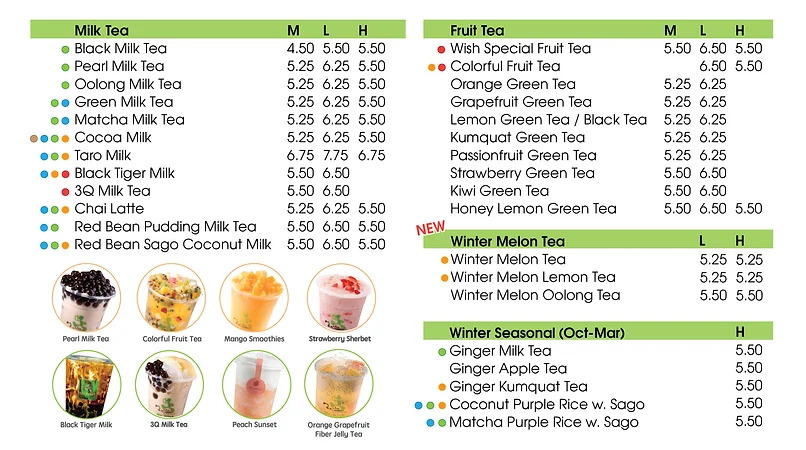 Milk Tea M L H
Black Milk Tea 4.50 5.50 5.50
Pearl Milk Tea 5.25 6.25 5.50
Oolong Milk Tea 5.25 6.25 5.50
Green Milk Tea 5.25 6.25 5.50
Matcha Milk Tea 5.25 6.25 5.50
Cocoa Milk 5.25 6.25 5.50
Taro Milk 6.75 7.75 6.75
Black Tiger Milk 5.50 6.50
3Q Milk Tea 5.50 6.50
Chai Latte 5.25 6.25 5.50
Red Bean Pudding Milk Tea 5.50 6.50 5.50
Red Bean Sago Coconut Milk 5.50 6.50 5.50
Pearl Milk Tea
Colorful Fruit Tea
Mango Smoothies
Strawberry Sherbet
Black Tiger Milk
3Q Milk Tea
Peach Sunset
Orange Grapefruit
Fiber Jelly Tea
Fruit Tea M L H
Wish Special Fruit Tea 5.50 6.50 5.50
Colorful Fruit Tea 6.50 5.50
Orange Green Tea 5.25 6.25
Grapefruit Green Tea 5.25 6.25
Lemon Green Tea / Black Tea 5.25 6.25
Kumquat Green Tea 5.25 6.25
Passionfruit Green Tea 5.25 6.25
Strawberry Green Tea 5.50 6.50
Kiwi Green Tea 5.50 6.50
Honey Lemon Green Tea 5.50 6.50 5.50
NEW
Winter Melon Tea L H
Winter Melon Tea 5.25 5.25
Winter Melon Lemon Tea 5.25 5.25
Winter Melon Oolong Tea 5.50 5.50
Winter Seasonal (Oct-Mar) H
Ginger Milk Tea 5.50
Ginger Apple Tea 5.50
Ginger Kumquat Tea 5.50
Coconut Purple Rice w. Sago 5.50
Matcha Purple Rice w. Sago 5.50